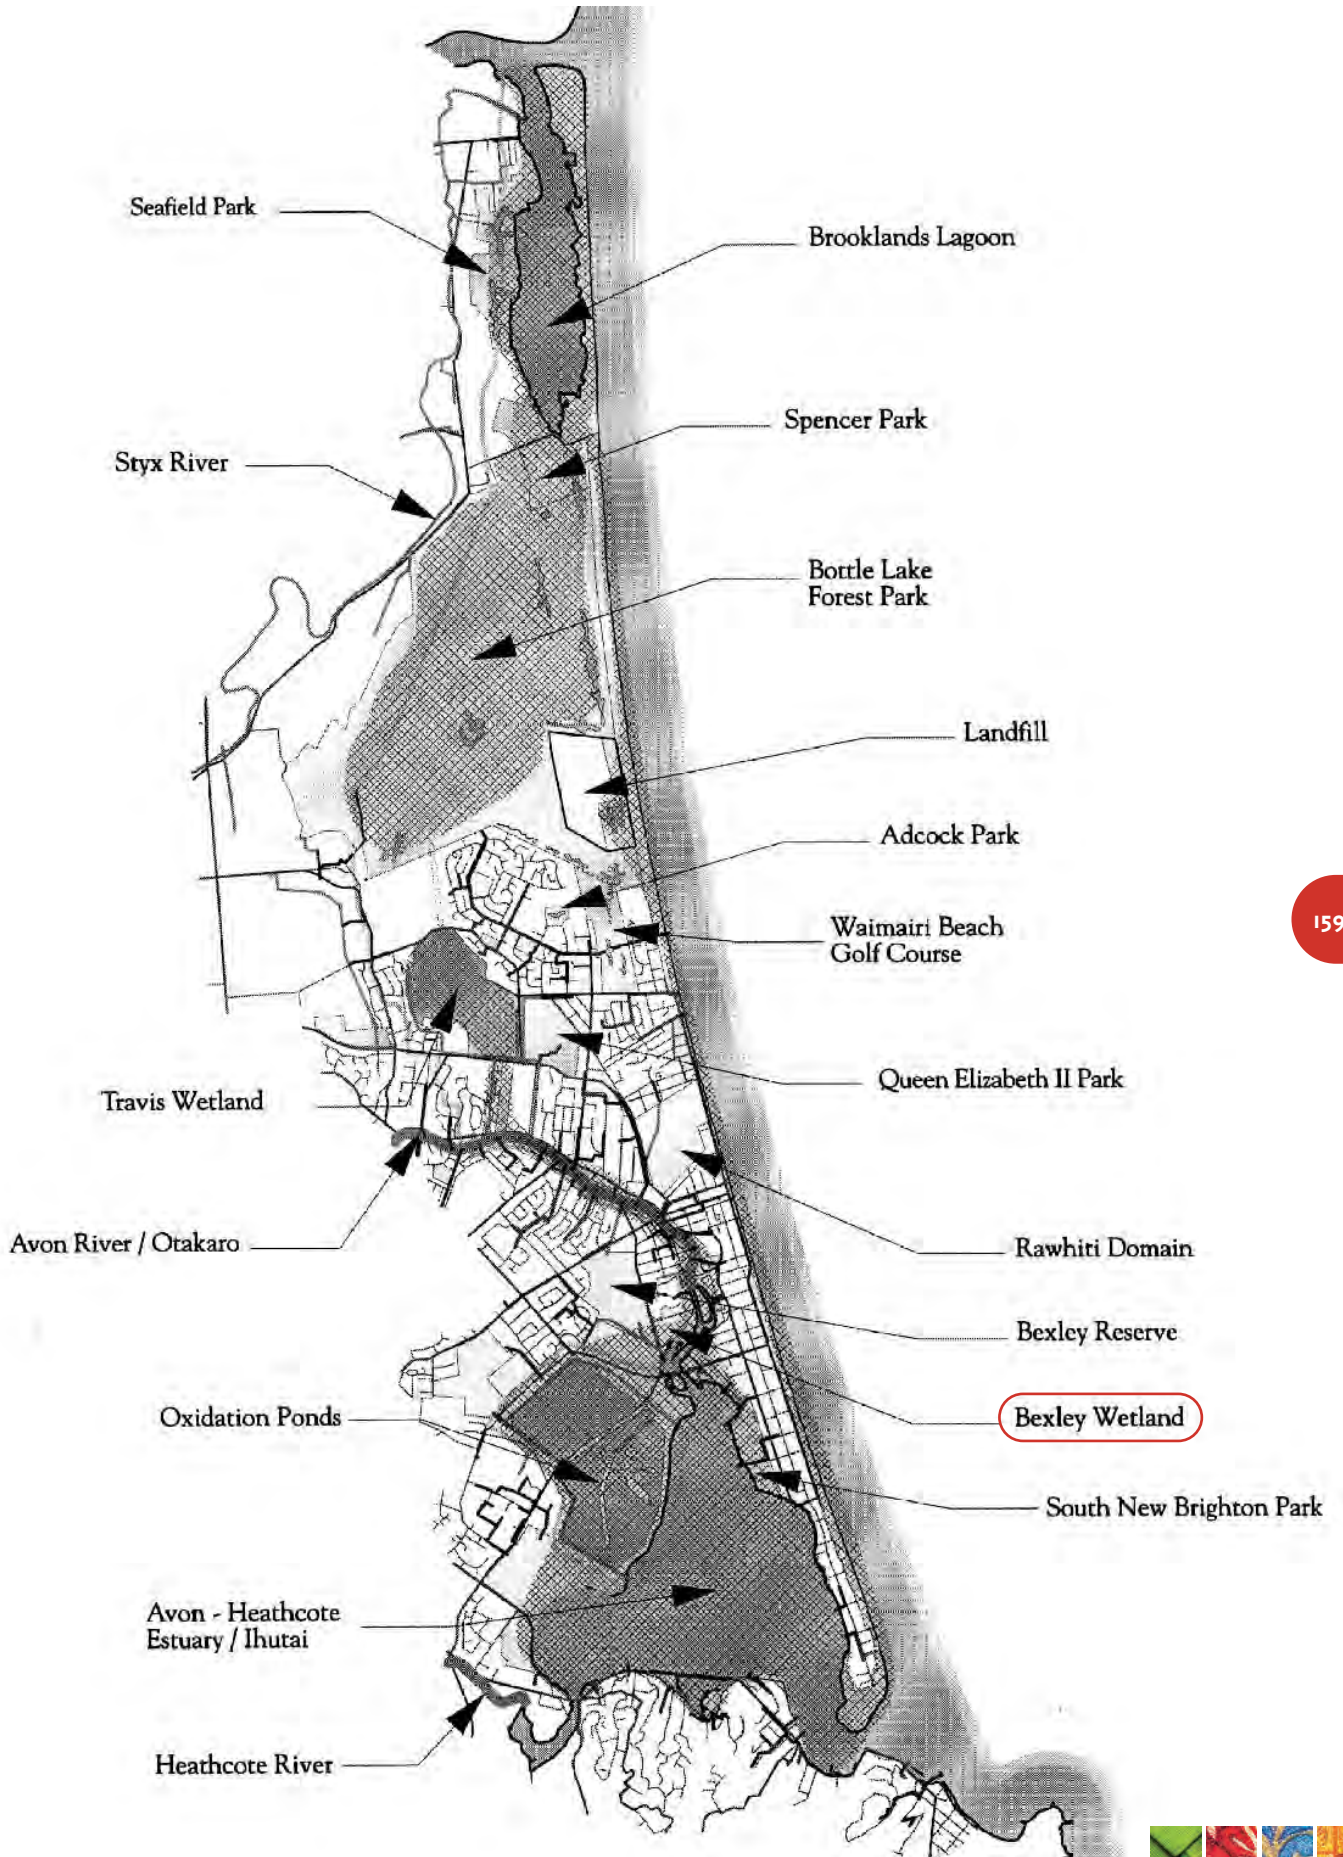 Seafield Park
Brooklands Lagoon
Spencer Park
Styx River
Bottle Lake
Forest Park
Landfill
Adcock Park
159
Waimairi Beach
Golf Course
Queen Elizabeth II Park
Travis Wetland
Avon River / Otakaro
Rawhiti Domain
Bexley Reserve
Oxidation Ponds
Bexley Wetland
South New Brighton Park
Avon - Heathcote
Estuary / Ihutai
Heathcote River